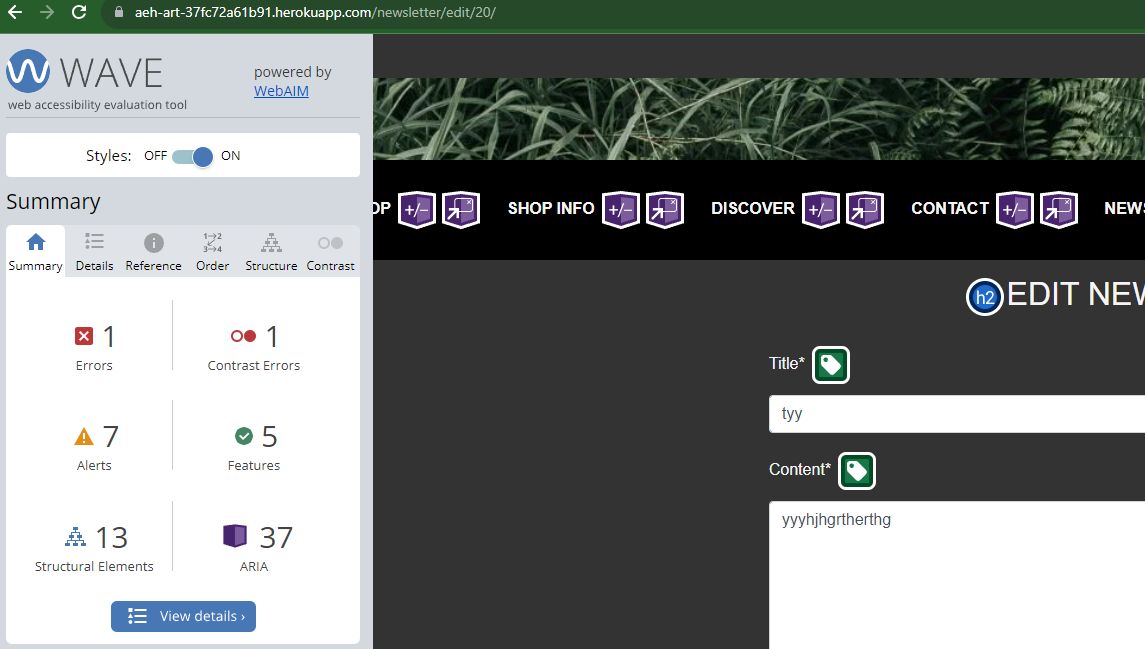 aeh-art-37fc72a61b91.herokuapp.com/newsletter/edit/20/
WAVE
web accessibility evaluation tool
powered by
WebAIM
Styles: OFF ON
Summary
Summary Details Reference Order Structure Contrast
1 1
Errors Contrast Errors
7 5
Alerts Features
13 37
Structural Elements ARIA
View details ›
OP +/- SHOP INFO +/- DISCOVER +/- CONTACT +/- NEWS
h2 EDIT NEW
Title*
tyy
Content*
yyyhjhgrtherthg